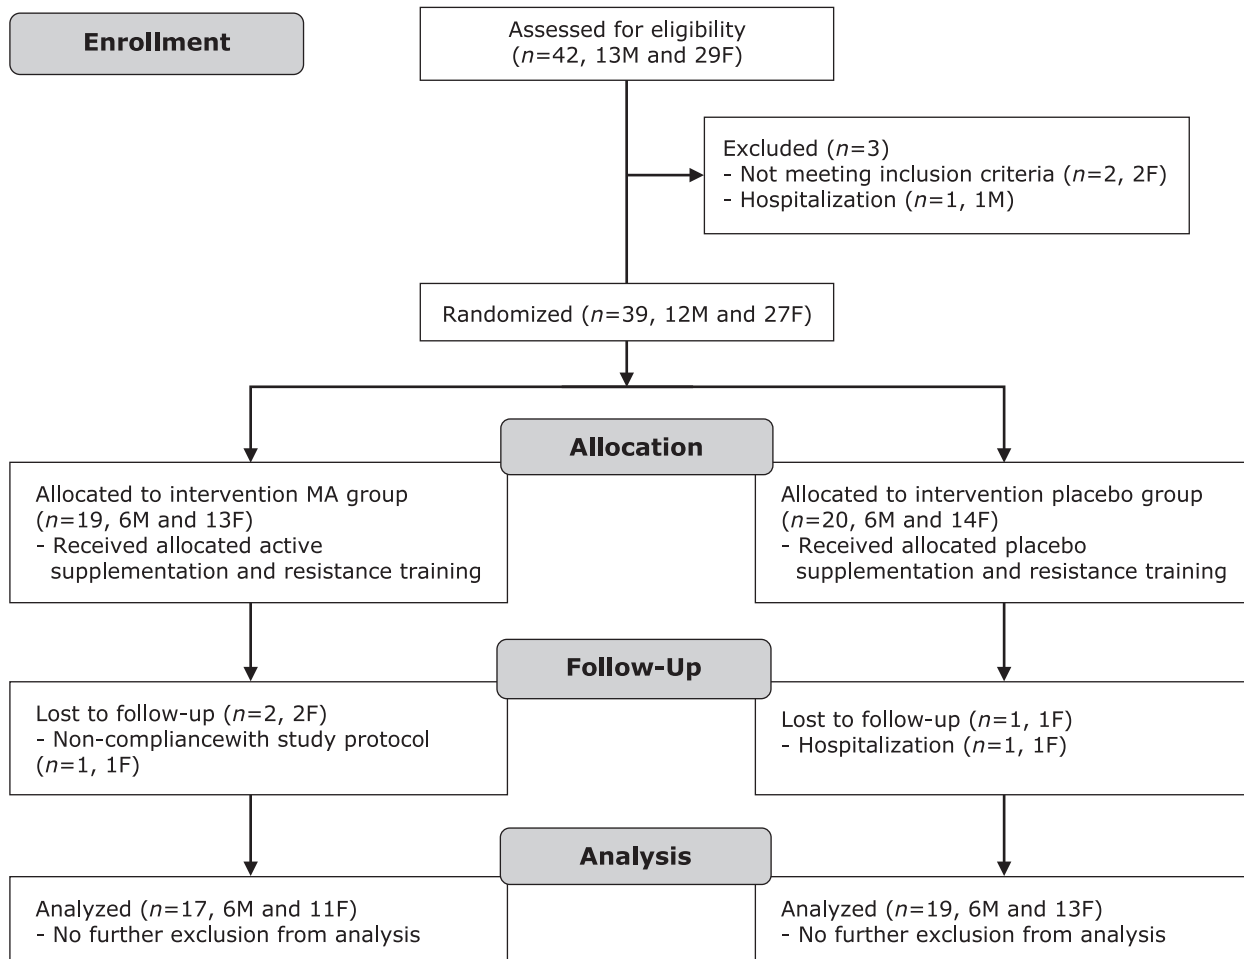 Enrollment
Assessed for eligibility
(n=42, 13M and 29F)
Excluded (n=3)
- Not meeting inclusion criteria (n=2, 2F)
- Hospitalization (n=1, 1M)
Randomized (n=39, 12M and 27F)
Allocation
Allocated to intervention MA group
(n=19, 6M and 13F)
- Received allocated active
supplementation and resistance training
Allocated to intervention placebo group
(n=20, 6M and 14F)
- Received allocated placebo
supplementation and resistance training
Follow-Up
Lost to follow-up (n=2, 2F)
- Non-compliancewith study protocol
(n=1, 1F)
Lost to follow-up (n=1, 1F)
- Hospitalization (n=1, 1F)
Analysis
Analyzed (n=17, 6M and 11F)
- No further exclusion from analysis
Analyzed (n=19, 6M and 13F)
- No further exclusion from analysis